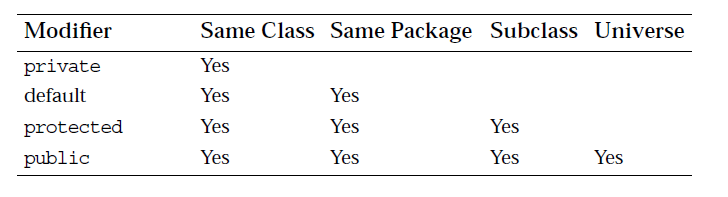 Modifier Same Class Same Package Subclass Universe
private Yes
default Yes Yes
protected Yes Yes Yes
public Yes Yes Yes Yes